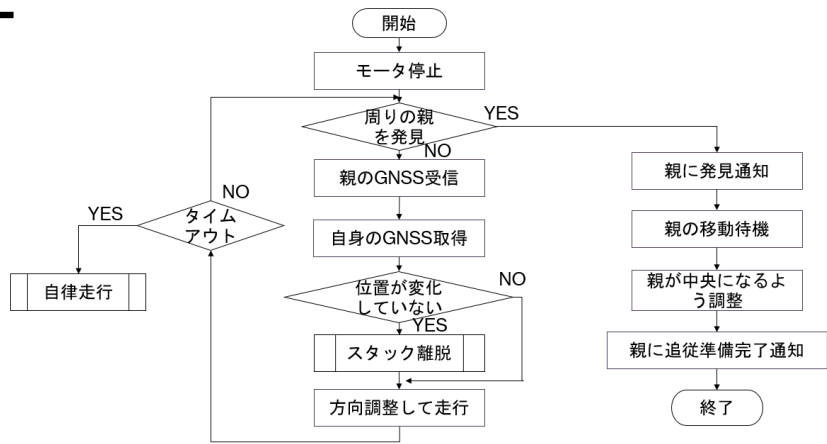 開始
モータ停止
周りの親
を発見
YES
NO
親のGNSS受信
自身のGNSS取得
位置が変化
していない
NO
YES
スタック離脱
方向調整して走行
タイム
アウト
NO
YES
自律走行
親に発見通知
親の移動待機
親が中央になるよ
う調整
親に追従準備完了通知
終了